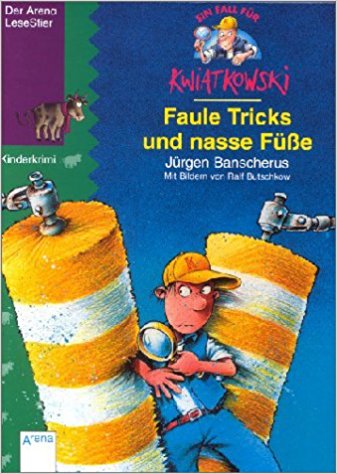 Der Arena
LeseStier
EIN FALL FÜR
KWIATKOWSKI
Faule Tricks
und nasse Füße
Jürgen Banscherus
Mit Bildern von Ralf Butschkow
Kinderkrimi
Arena